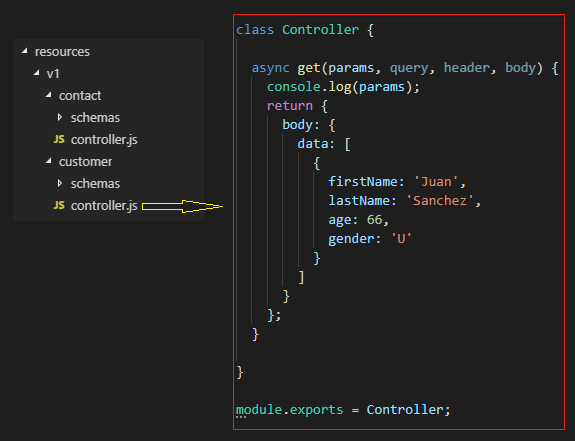 resources
v1
contact
schemas
JS controller.js
customer
schemas
JS controller.js
class Controller {
async get(params, query, header, body) {
console.log(params);
return {
body: {
data: [
{
firstName: 'Juan',
lastName: 'Sanchez',
age: 66,
gender: 'U'
}
]
}
};
}
}
module.exports = Controller;